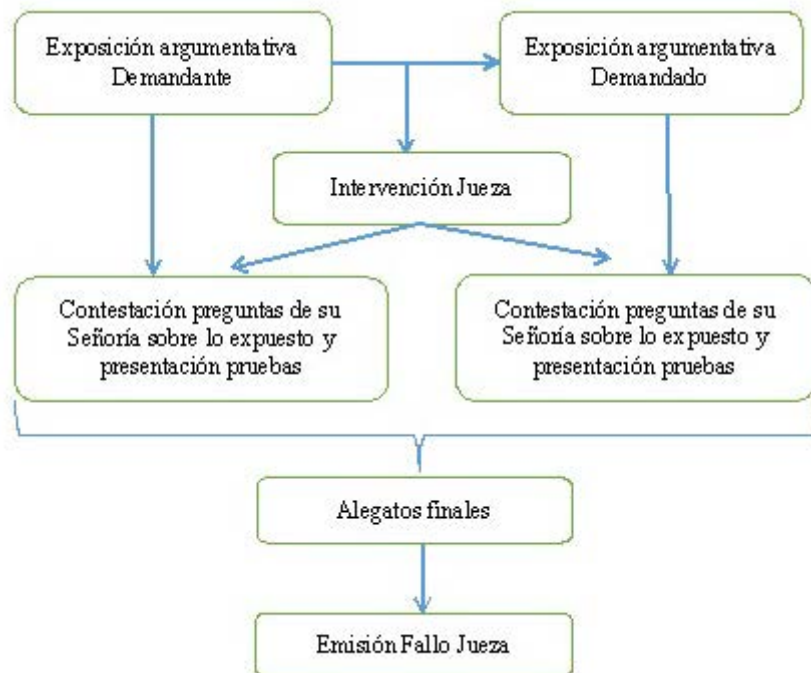 Exposición argumentativa
Demandante
Exposición argumentativa
Demandado
Intervención Jueza
Contestación preguntas de su
Señoría sobre lo expuesto y
presentación pruebas
Contestación preguntas de su
Señoría sobre lo expuesto y
presentación pruebas
Alegatos finales
Emisión Fallo Jueza